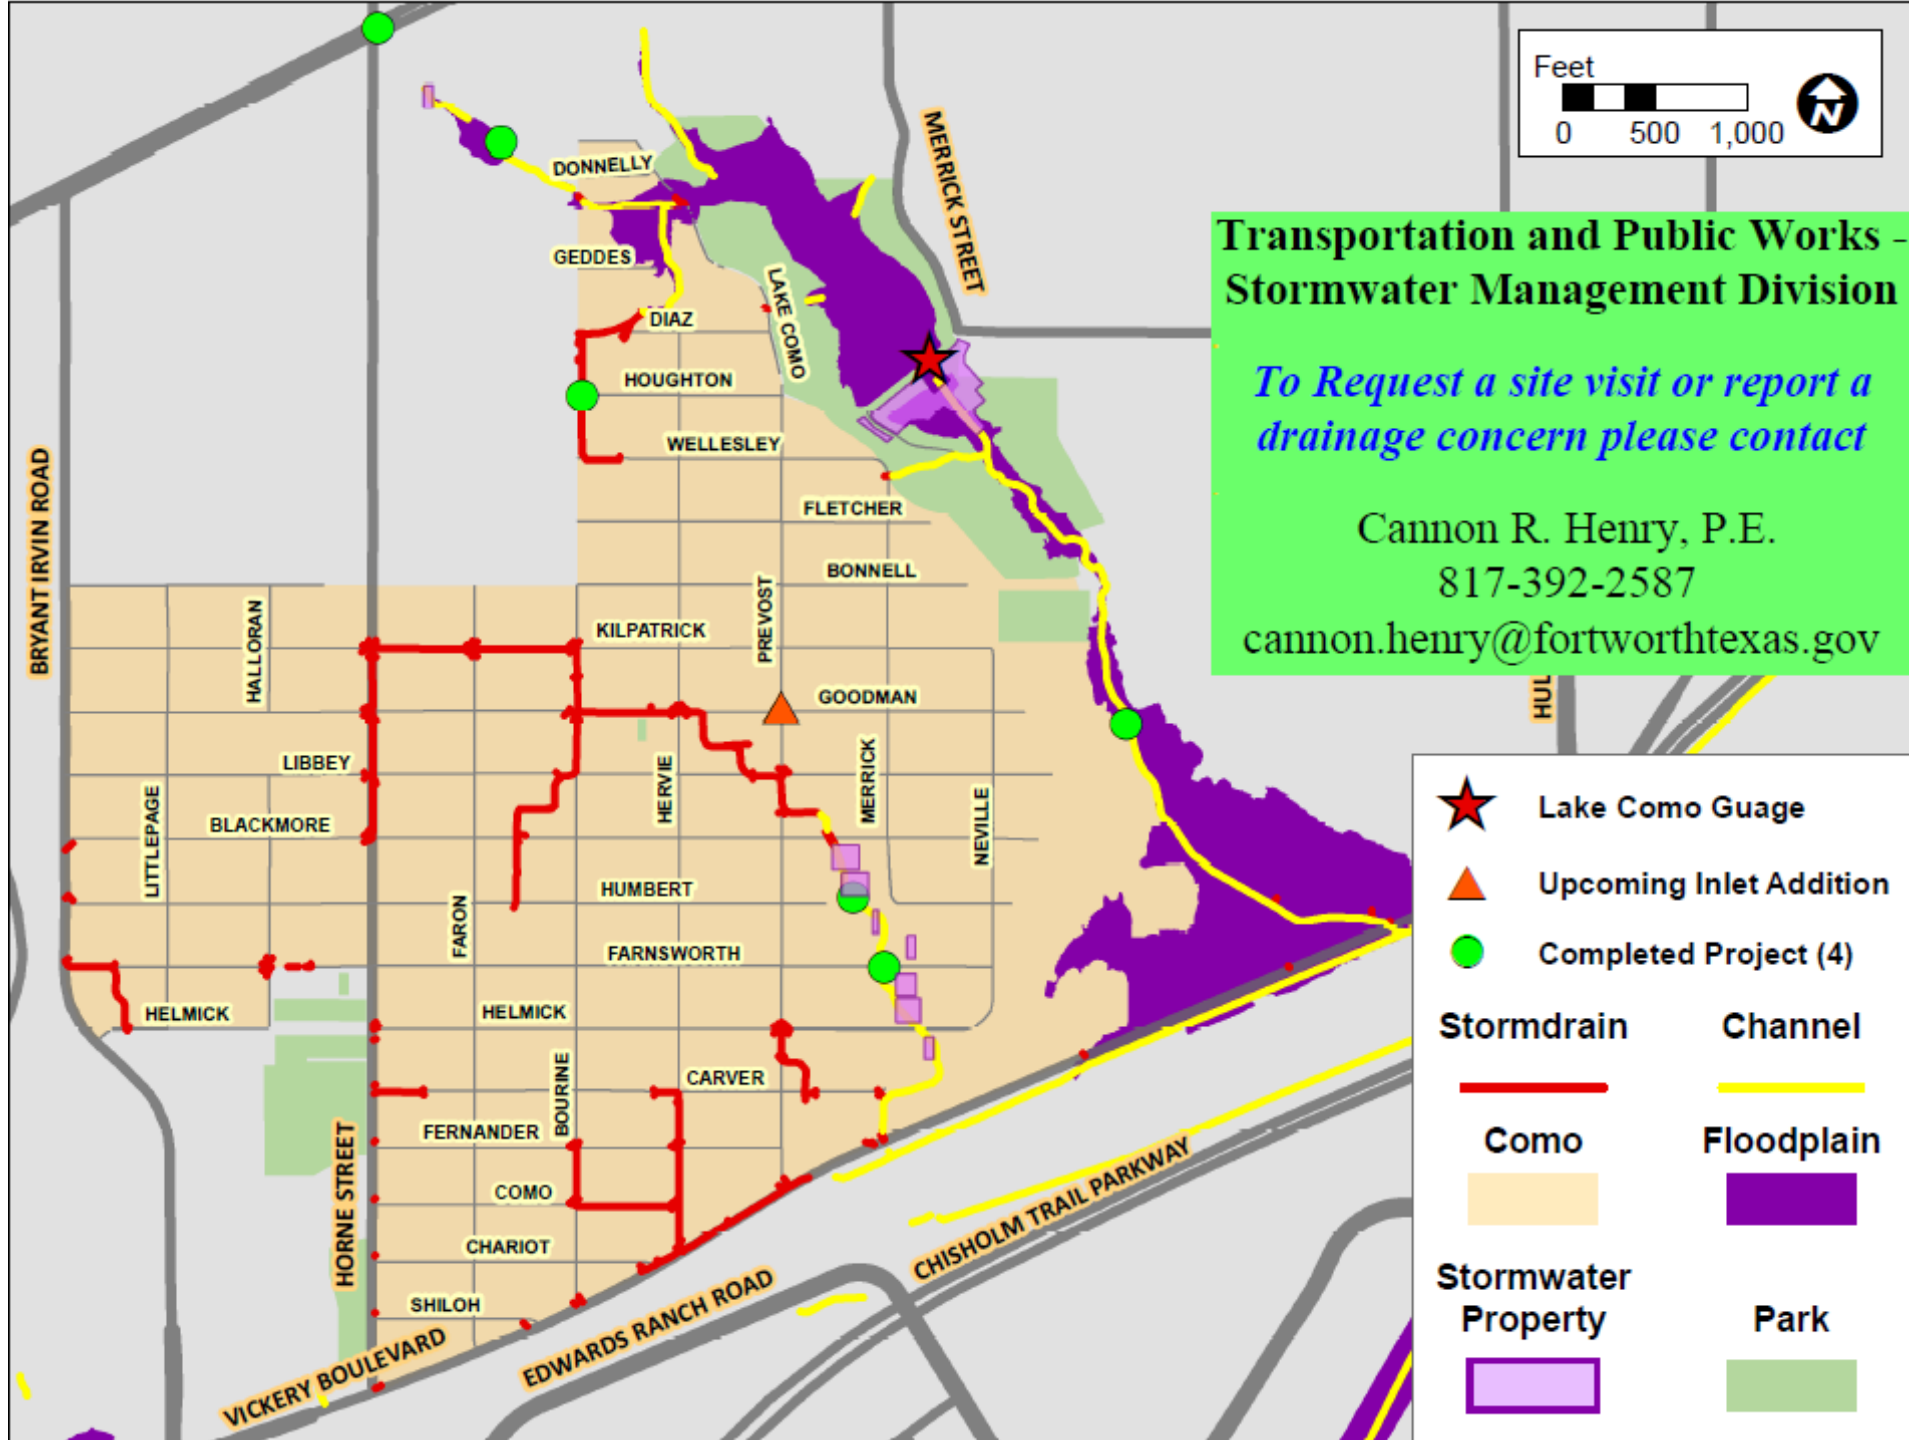 Feet
0 500 1,000
N
MERRICK STREET
DONNELLY
GEDDES
LAKE COMO
DIAZ
HOUGHTON
WELLESLEY
FLETCHER
BONNELL
BRYANT IRVIN ROAD
HALLORAN
KILPATRICK
PREVOST
GOODMAN
LIBBEY
HERVIE
MERRICK
LITTLEPAGE
BLACKMORE
NEVILLE
HUMBERT
FARON
FARNSWORTH
HELMICK
HELMICK
BOURINE
CARVER
FERNANDER
HORNE STREET
COMO
CHARIOT
SHILOH
VICKERY BOULEVARD
EDWARDS RANCH ROAD
CHISHOLM TRAIL PARKWAY
HUL
Transportation and Public Works -
Stormwater Management Division
To Request a site visit or report a
drainage concern please contact
Cannon R. Henry, P.E.
817-392-2587
cannon.henry@fortworthtexas.gov
Lake Como Guage
Upcoming Inlet Addition
Completed Project (4)
Stormdrain Channel
Como Floodplain
Stormwater
Property Park